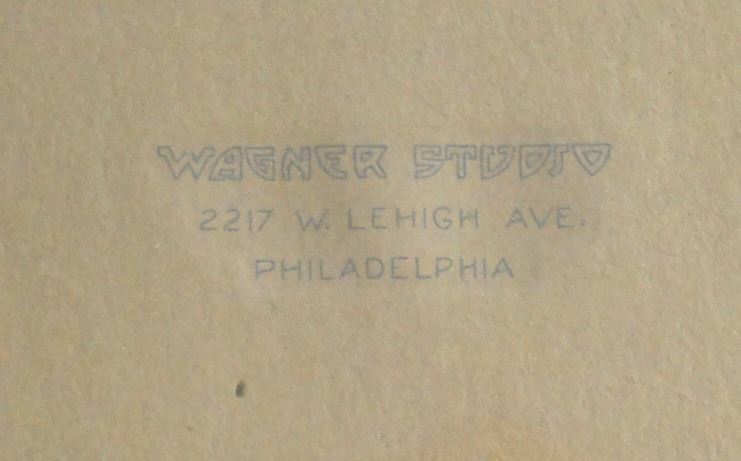 WAGNER STUDIO
2217 W. LEHIGH AVE.
PHILADELPHIA